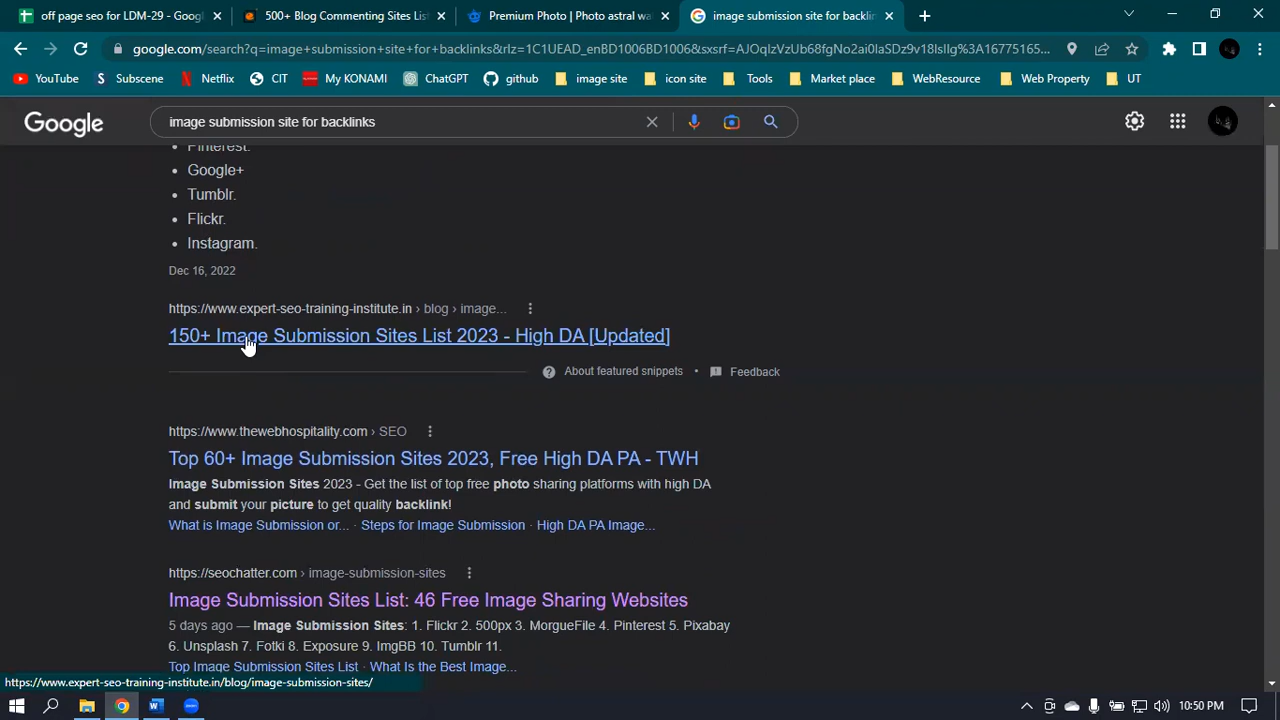 off page seo for LDM-29 - Goog
500+ Blog Commenting Sites List
Premium Photo | Photo astral wa
image submission site for backlin
google.com/search?q=image+submission+site+for+backlinks&rlz=1C1UEAD_enBD1006BD1006&sxsrf=AJOqlzVzUb68fgNo2ai0laSDz9v18lsIlg%3A16775165...
YouTube
Subscene
Netflix
CIT
My KONAMI
ChatGPT
github
image site
icon site
Tools
Market place
WebResource
Web Property
UT
Google
image submission site for backlinks
Pinterest.
Google+
Tumblr.
Flickr.
Instagram.
Dec 16, 2022
https://www.expert-seo-training-institute.in › blog › image...
150+ Image Submission Sites List 2023 - High DA [Updated]
About featured snippets • Feedback
https://www.thewebhospitality.com › SEO
Top 60+ Image Submission Sites 2023, Free High DA PA - TWH
Image Submission Sites 2023 - Get the list of top free photo sharing platforms with high DA
and submit your picture to get quality backlink!
What is Image Submission or... · Steps for Image Submission · High DA PA Image...
https://seochatter.com › image-submission-sites
Image Submission Sites List: 46 Free Image Sharing Websites
5 days ago — Image Submission Sites: 1. Flickr 2. 500px 3. MorgueFile 4. Pinterest 5. Pixabay
6. Unsplash 7. Fotki 8. Exposure 9. ImgBB 10. Tumblr 11.
Top Image Submission Sites List · What Is the Best Image...
https://www.expert-seo-training-institute.in/blog/image-submission-sites/
10:50 PM